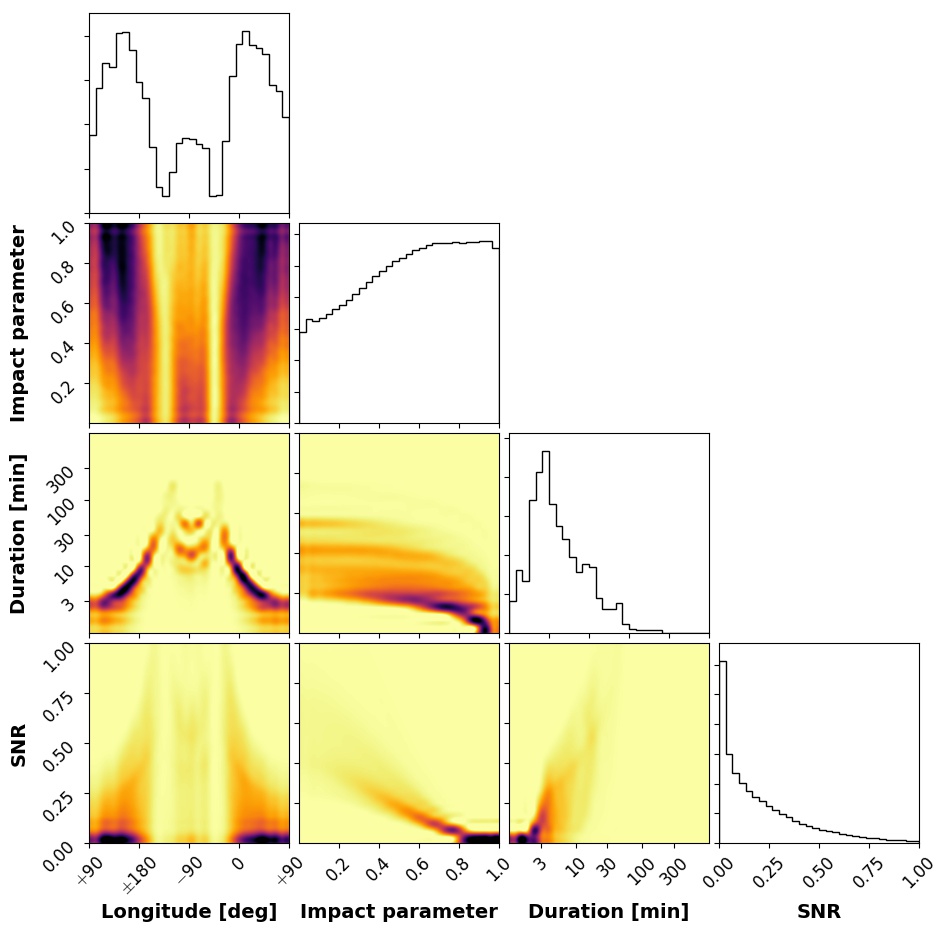 1.0
0.8
0.6
0.4
0.2
Impact parameter
300
100
30
10
3
Duration [min]
1.00
0.75
0.50
0.25
0.00
SNR
+90 ±180 −90 0 +90
0.2 0.4 0.6 0.8 1.0
3 10 30 100 300
0.00 0.25 0.50 0.75 1.00
Longitude [deg] Impact parameter Duration [min] SNR